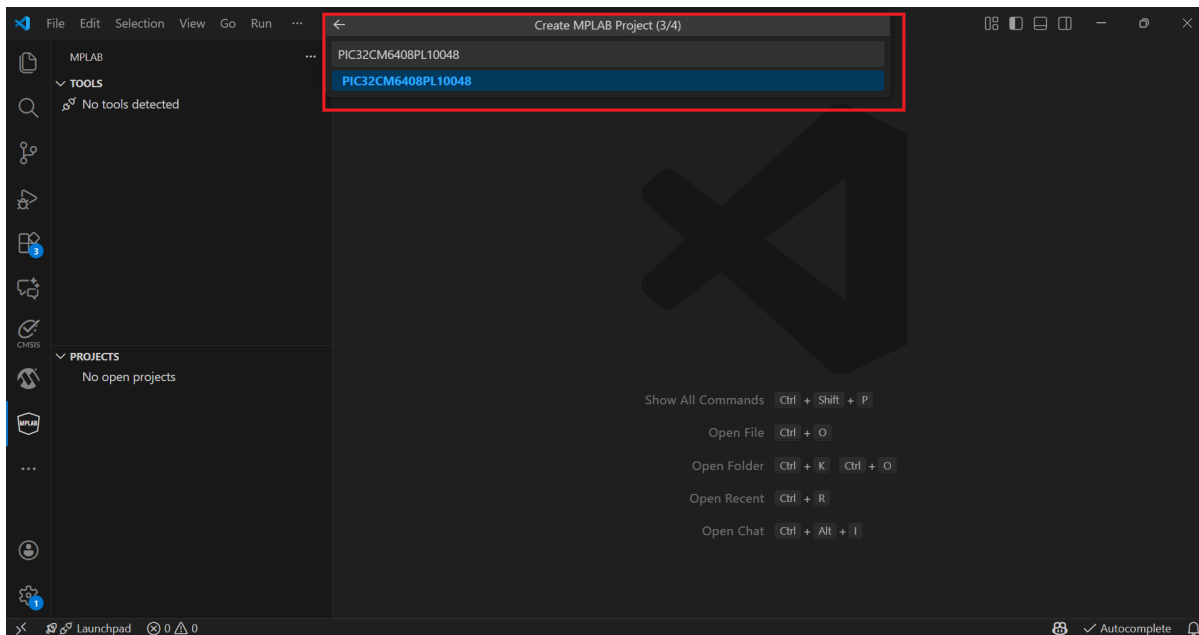 File Edit Selection View Go Run ···
Create MPLAB Project (3/4)
PIC32CM6408PL10048
PIC32CM6408PL10048
MPLAB ···
TOOLS
No tools detected
3
CMSIS
PROJECTS
No open projects
MPLAB
Show All Commands Ctrl + Shift + P
Open File Ctrl + O
Open Folder Ctrl + K Ctrl + O
Open Recent Ctrl + R
Open Chat Ctrl + Alt + I
1
Launchpad 0 0 Autocomplete